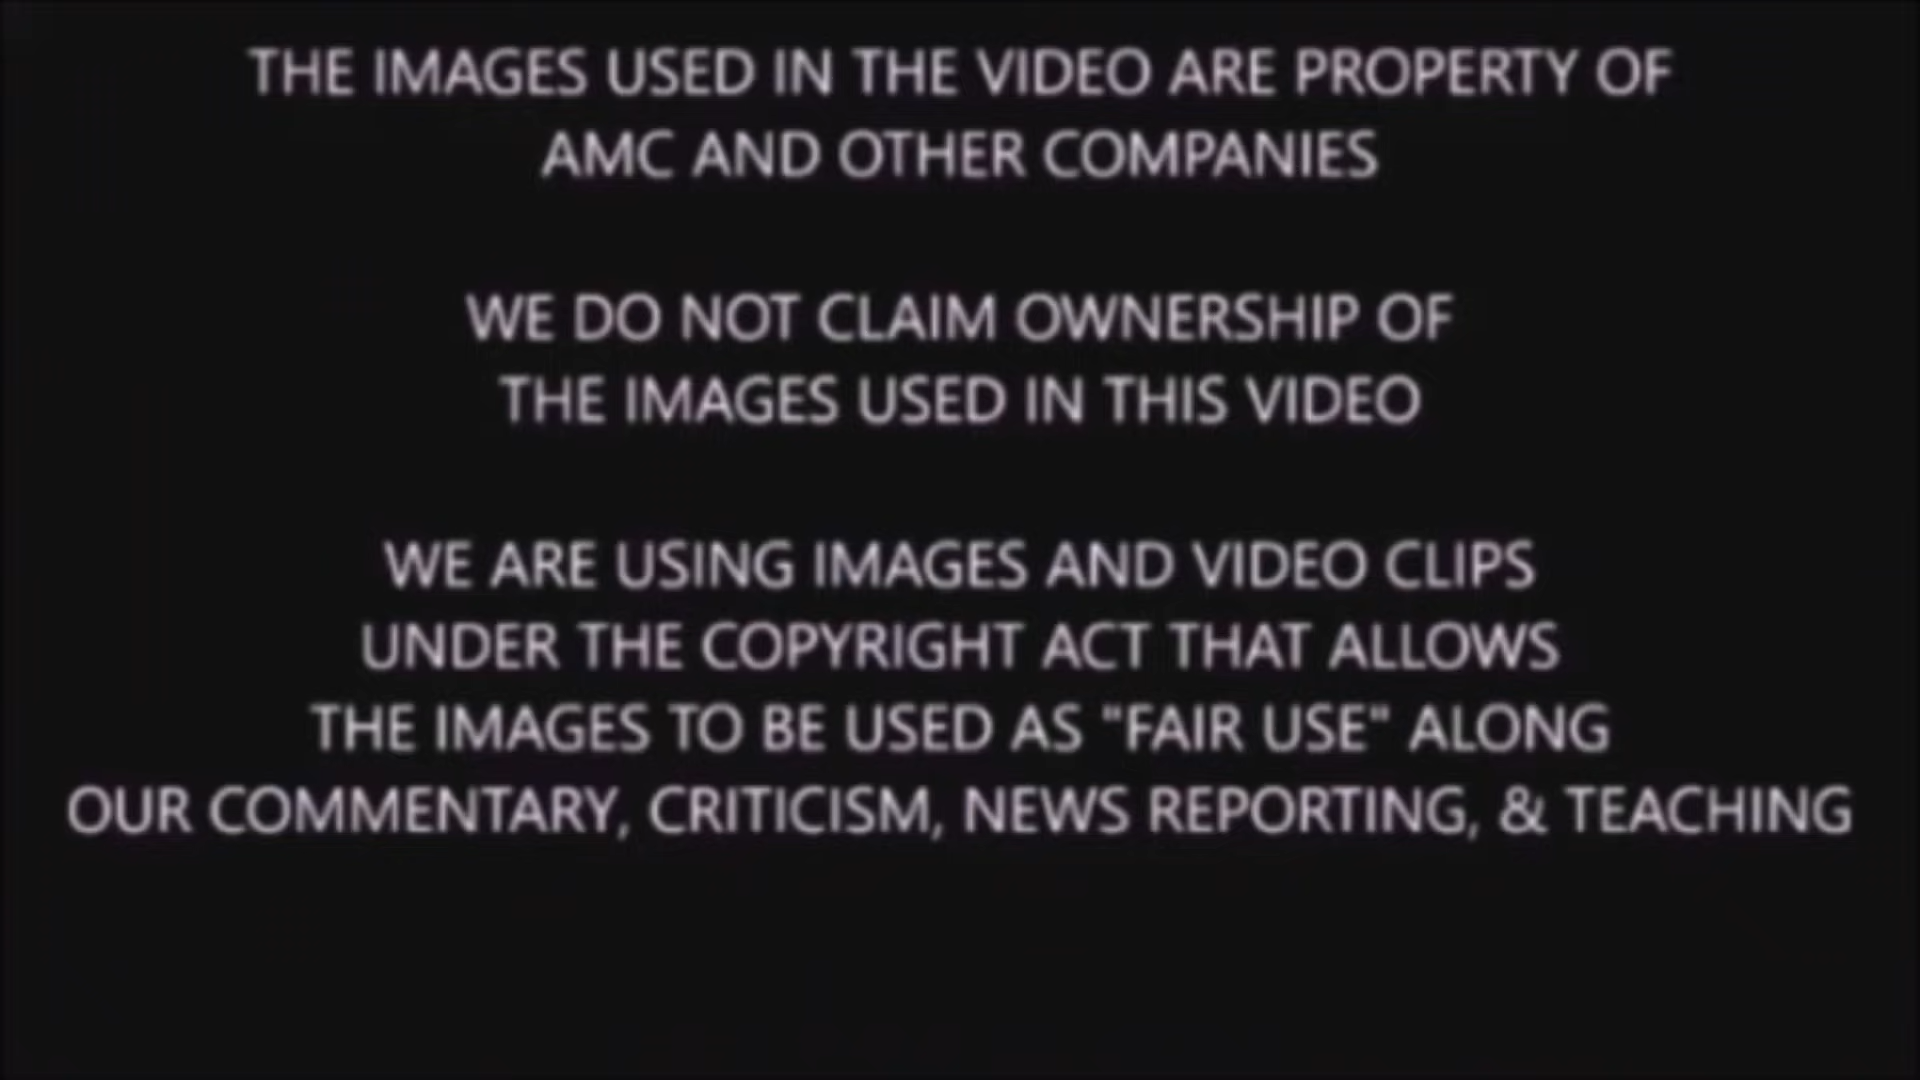 THE IMAGES USED IN THE VIDEO ARE PROPERTY OF
AMC AND OTHER COMPANIES
WE DO NOT CLAIM OWNERSHIP OF
THE IMAGES USED IN THIS VIDEO
WE ARE USING IMAGES AND VIDEO CLIPS
UNDER THE COPYRIGHT ACT THAT ALLOWS
THE IMAGES TO BE USED AS "FAIR USE" ALONG
OUR COMMENTARY, CRITICISM, NEWS REPORTING, & TEACHING